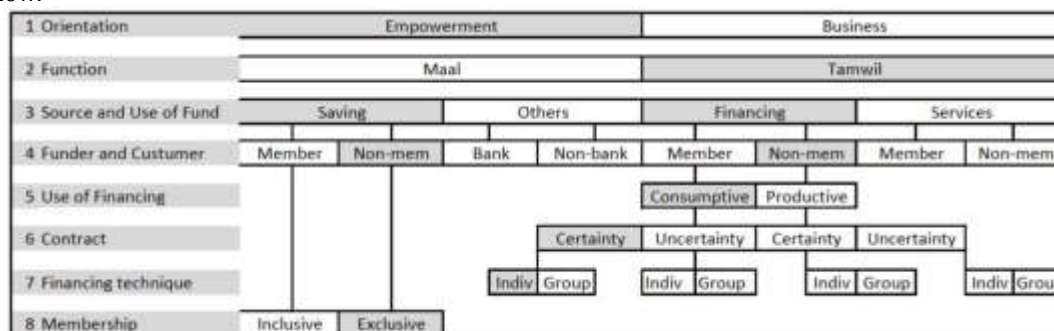 1 Orientation Empowerment Business
2 Function Maal Tamwil
3 Source and Use of Fund Saving Others Financing Services
4 Funder and Custumer Member Non-mem Bank Non-bank Member Non-mem Member Non-mem
5 Use of Financing Consumptive Productive
6 Contract Certainty Uncertainty Certainty Uncertainty
7 Financing technique Indiv Group Indiv Group Indiv Group Indiv Grou
8 Membership Inclusive Exclusive